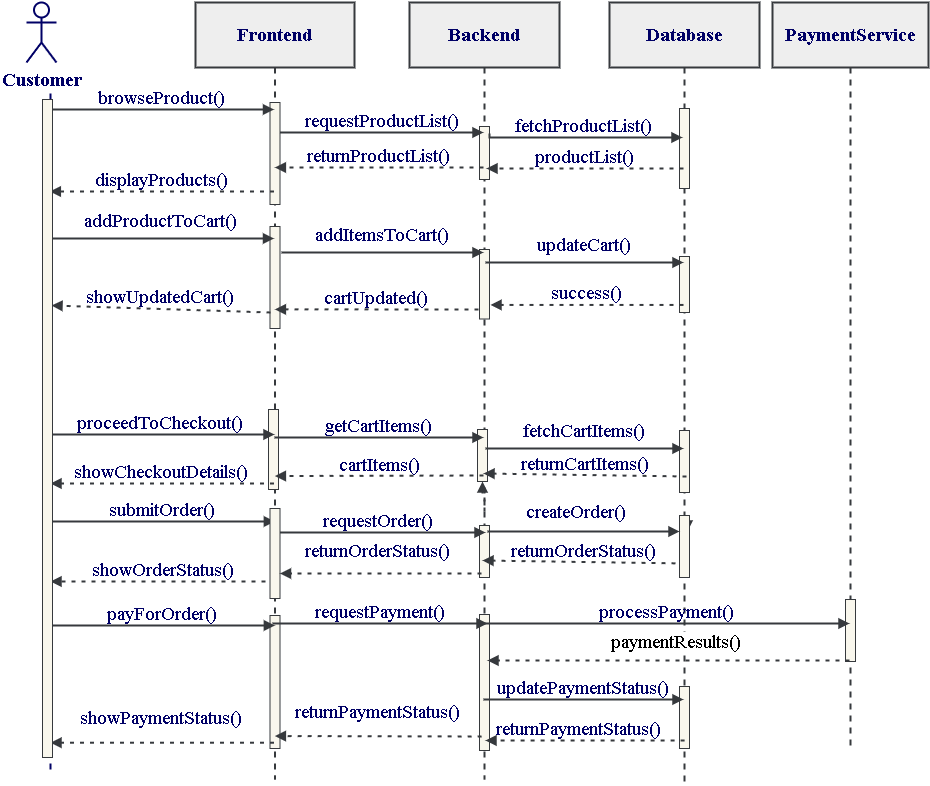 Frontend
Backend
Database
PaymentService
Customer
browseProduct()
requestProductList()
fetchProductList()
returnProductList()
productList()
displayProducts()
addProductToCart()
addItemsToCart()
updateCart()
showUpdatedCart()
cartUpdated()
success()
proceedToCheckout()
getCartItems()
fetchCartItems()
showCheckoutDetails()
cartItems()
returnCartItems()
submitOrder()
requestOrder()
createOrder()
returnOrderStatus()
returnOrderStatus()
showOrderStatus()
payForOrder()
requestPayment()
processPayment()
paymentResults()
updatePaymentStatus()
showPaymentStatus()
returnPaymentStatus()
returnPaymentStatus()